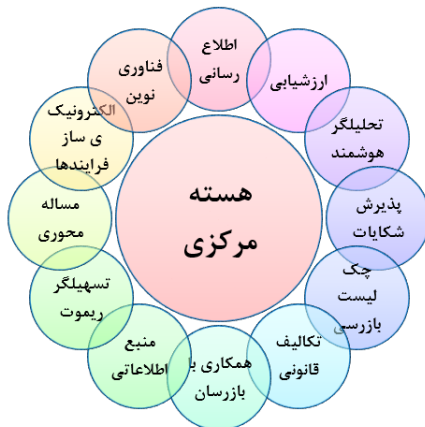 هسته
مرکزی
اطلاع
رسانی
ارزشیابی
تحلیلگر
هوشمند
پذیرش
شکایات
چک
لیست
بازرسی
تکالیف
قانونی
همکاری با
بازرسان
منبع
اطلاعاتی
تسهیلگر
ریموت
مساله
محوری
الکترونیک
ی ساز
فرایندها
فناوری
نوین